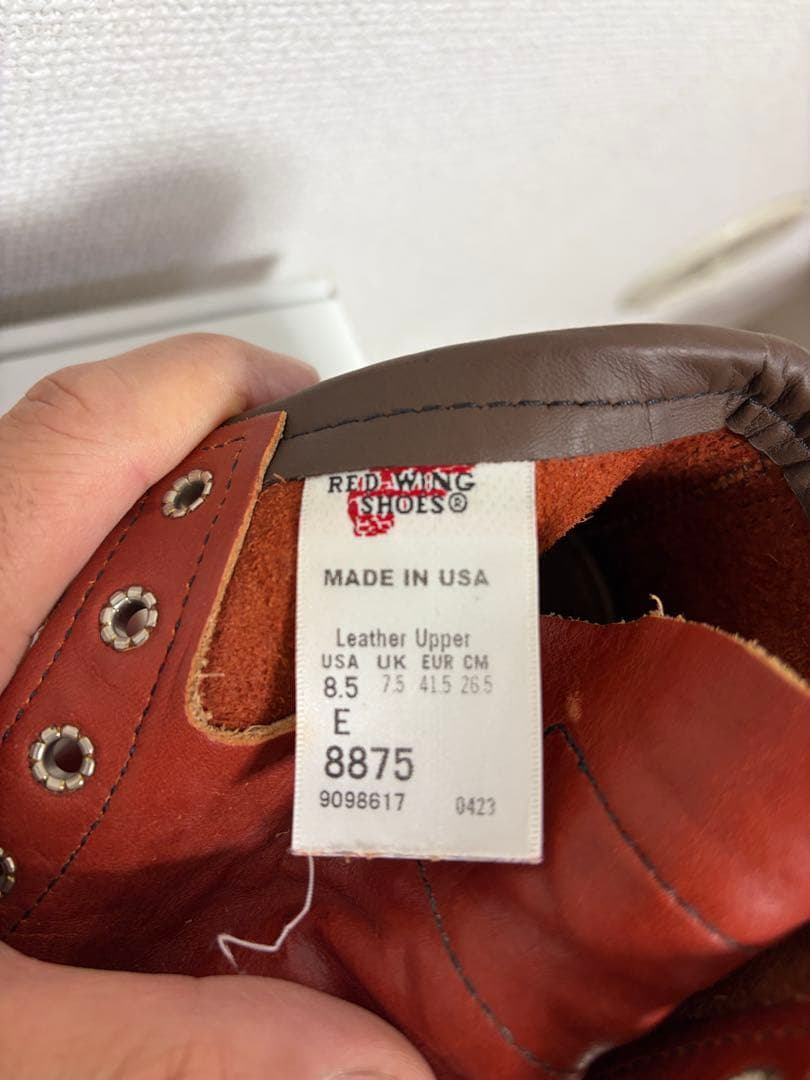 RED WING
SHOES®
MADE IN USA
Leather Upper
USA UK EUR CM
8.5 7.5 41.5 26.5
E
8875
9098617 0423